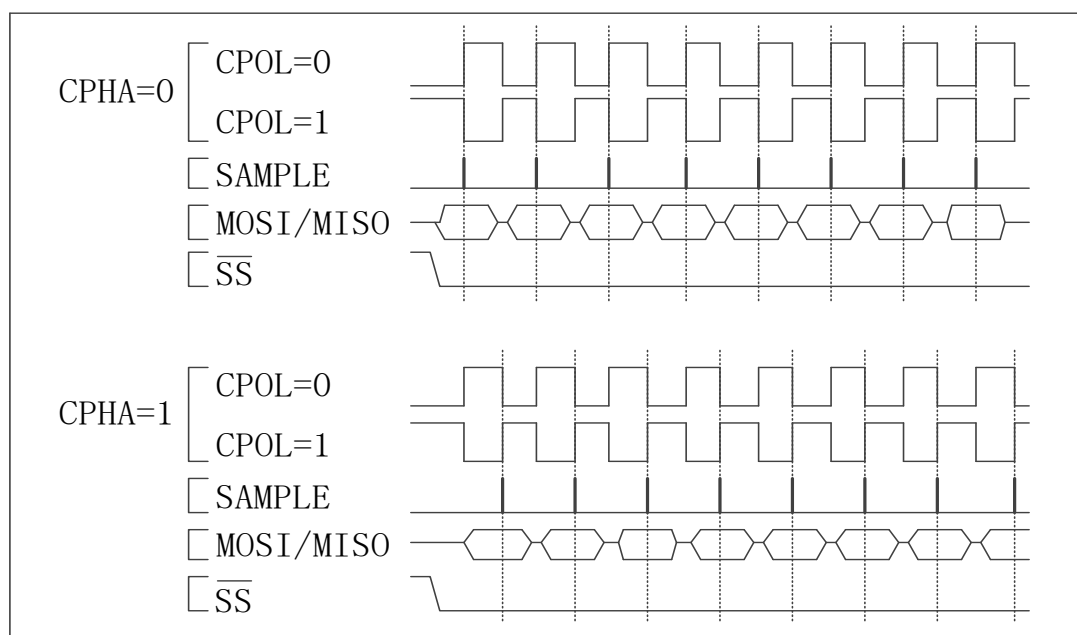 CPOL=0
CPHA=0
CPOL=1
SAMPLE
MOSI/MISO
SS
CPOL=0
CPHA=1
CPOL=1
SAMPLE
MOSI/MISO
SS